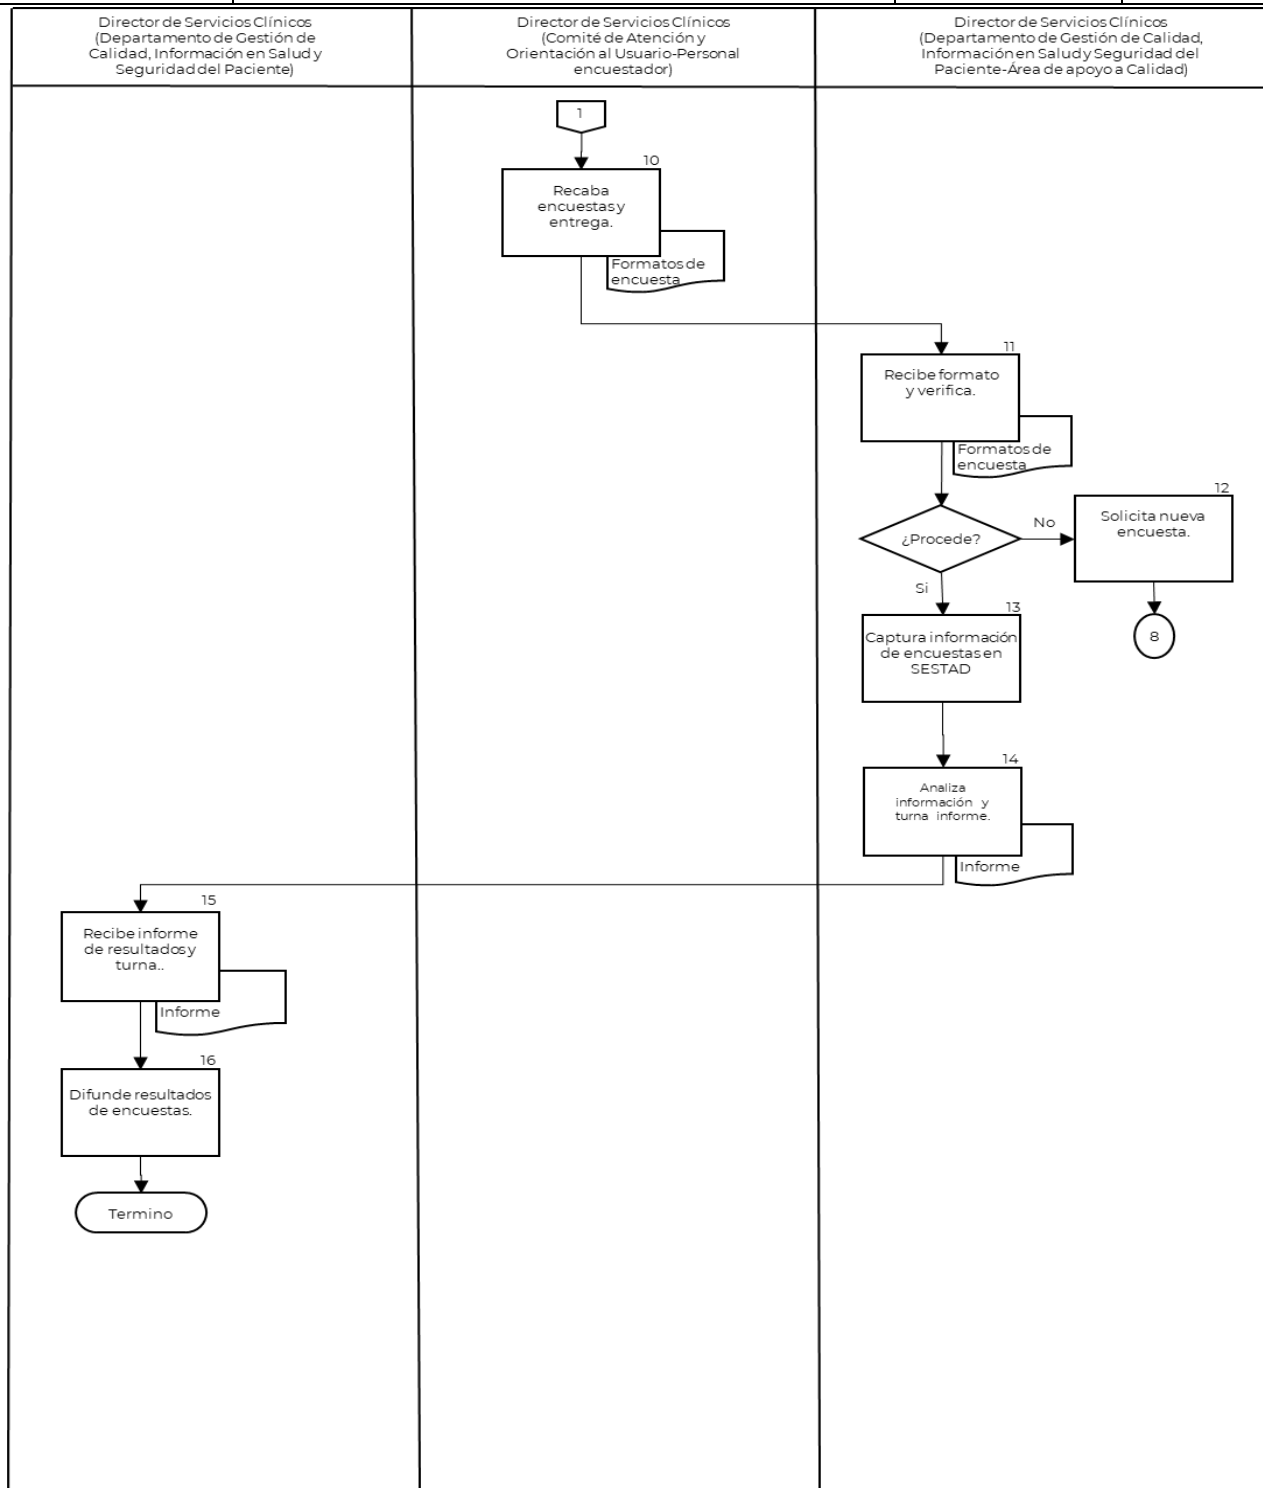 Director de Servicios Clínicos
(Departamento de Gestión de
Calidad, Información en Salud y
Seguridad del Paciente)
Director de Servicios Clínicos
(Comité de Atención y
Orientación al Usuario-Personal
encuestador)
Director de Servicios Clínicos
(Departamento de Gestión de Calidad,
Información en Salud y Seguridad del
Paciente-Área de apoyo a Calidad)
1
10
Recaba
encuestas y
entrega.
Formatos de
encuesta
11
Recibe formato
y verifica.
Formatos de
encuesta
¿Procede?
No
12
Solicita nueva
encuesta.
8
Si
13
Captura información
de encuestas en
SESTAD
14
Analiza
información y
turna informe.
Informe
15
Recibe informe
de resultados y
turna..
Informe
16
Difunde resultados
de encuestas.
Termino